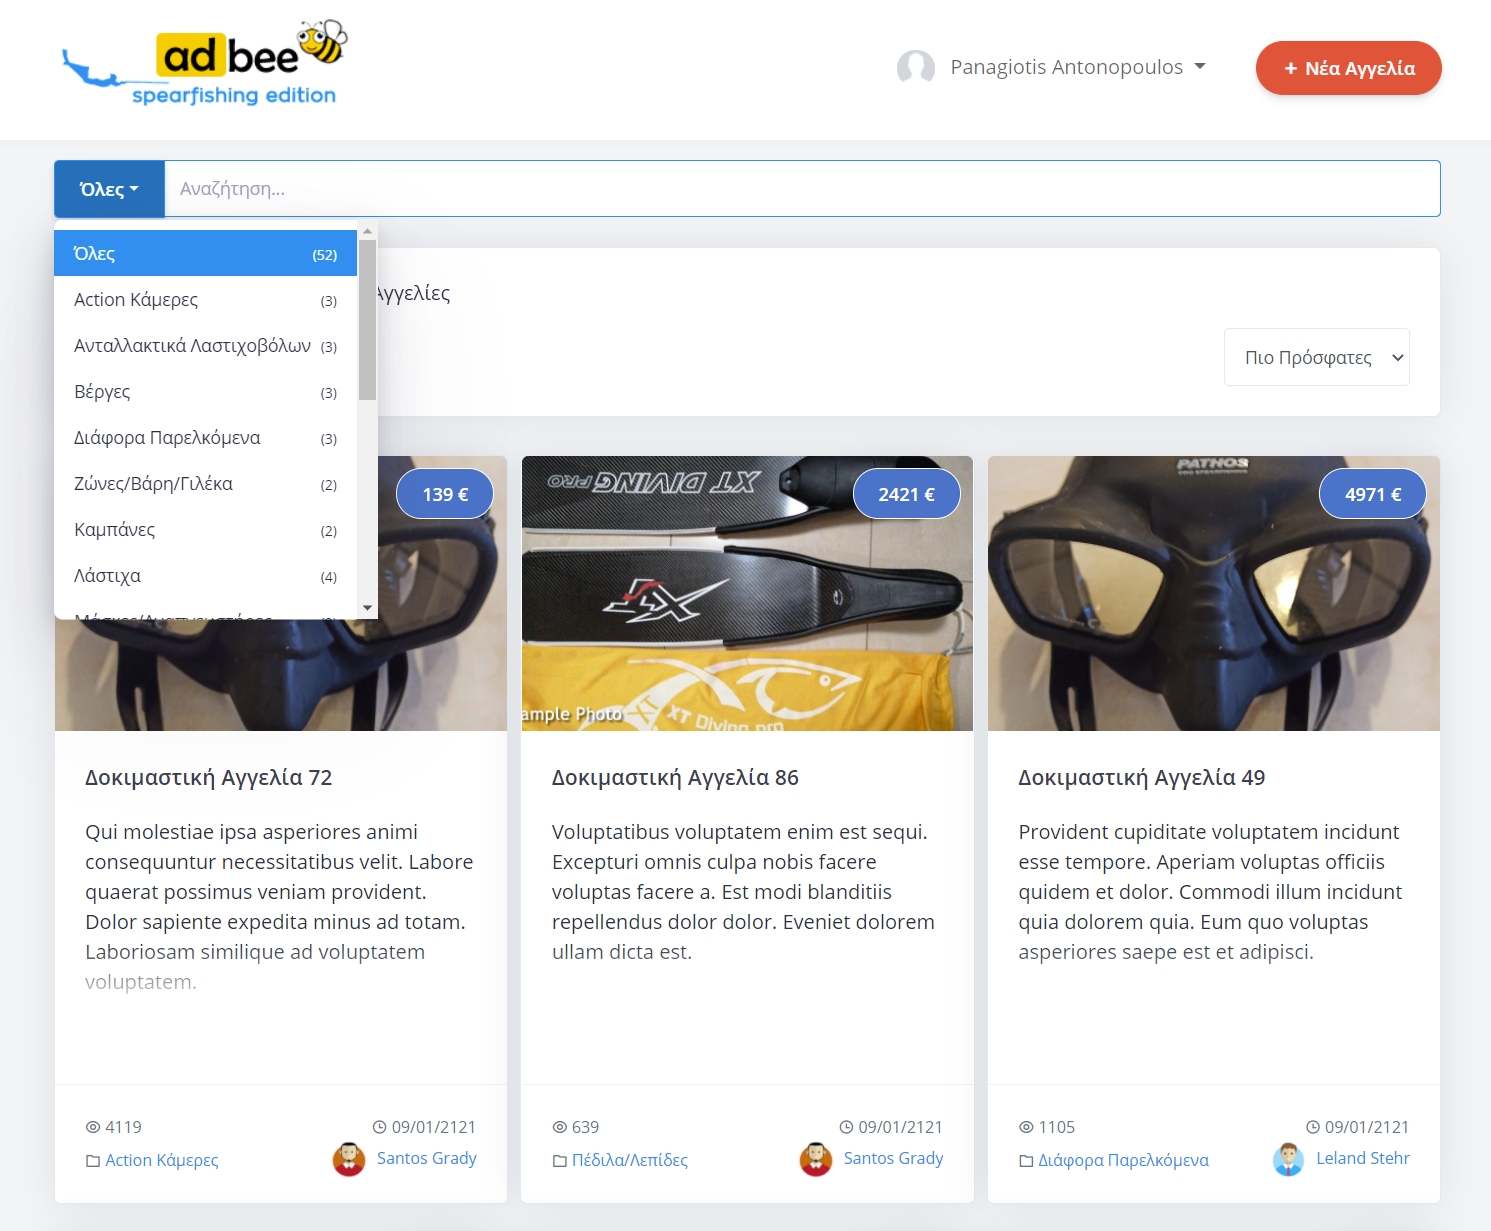 ad bee
spearfishing edition
Panagiotis Antonopoulos
+ Νέα Αγγελία
Όλες
Αναζήτηση...
Όλες (52)
Action Κάμερες (3)
Ανταλλακτικά Λαστιχοβόλων (3)
Βέργες (3)
Διάφορα Παρελκόμενα (3)
Ζώνες/Βάρη/Γιλέκα (2)
Καμπάνες (2)
Λάστιχα (4)
Αγγελίες
Πιο Πρόσφατες
139 €
XT DIVING PRO
2421 €
ample Photo
XT Diving pro
PATHOS
4971 €
Δοκιμαστική Αγγελία 72
Qui molestiae ipsa asperiores animi
consequuntur necessitatibus velit. Labore
quaerat possimus veniam provident.
Dolor sapiente expedita minus ad totam.
Laboriosam similique ad voluptatem
voluptatem.
4119
09/01/2121
Action Κάμερες
Santos Grady
Δοκιμαστική Αγγελία 86
Voluptatibus voluptatem enim est sequi.
Excepturi omnis culpa nobis facere
voluptas facere a. Est modi blanditiis
repellendus dolor dolor. Eveniet dolorem
ullam dicta est.
639
09/01/2121
Πέδιλα/Λεπίδες
Santos Grady
Δοκιμαστική Αγγελία 49
Provident cupiditate voluptatem incidunt
esse tempore. Aperiam voluptas officiis
quidem et dolor. Commodi illum incidunt
quia dolorem quia. Eum quo voluptas
asperiores saepe est et adipisci.
1105
09/01/2121
Διάφορα Παρελκόμενα
Leland Stehr